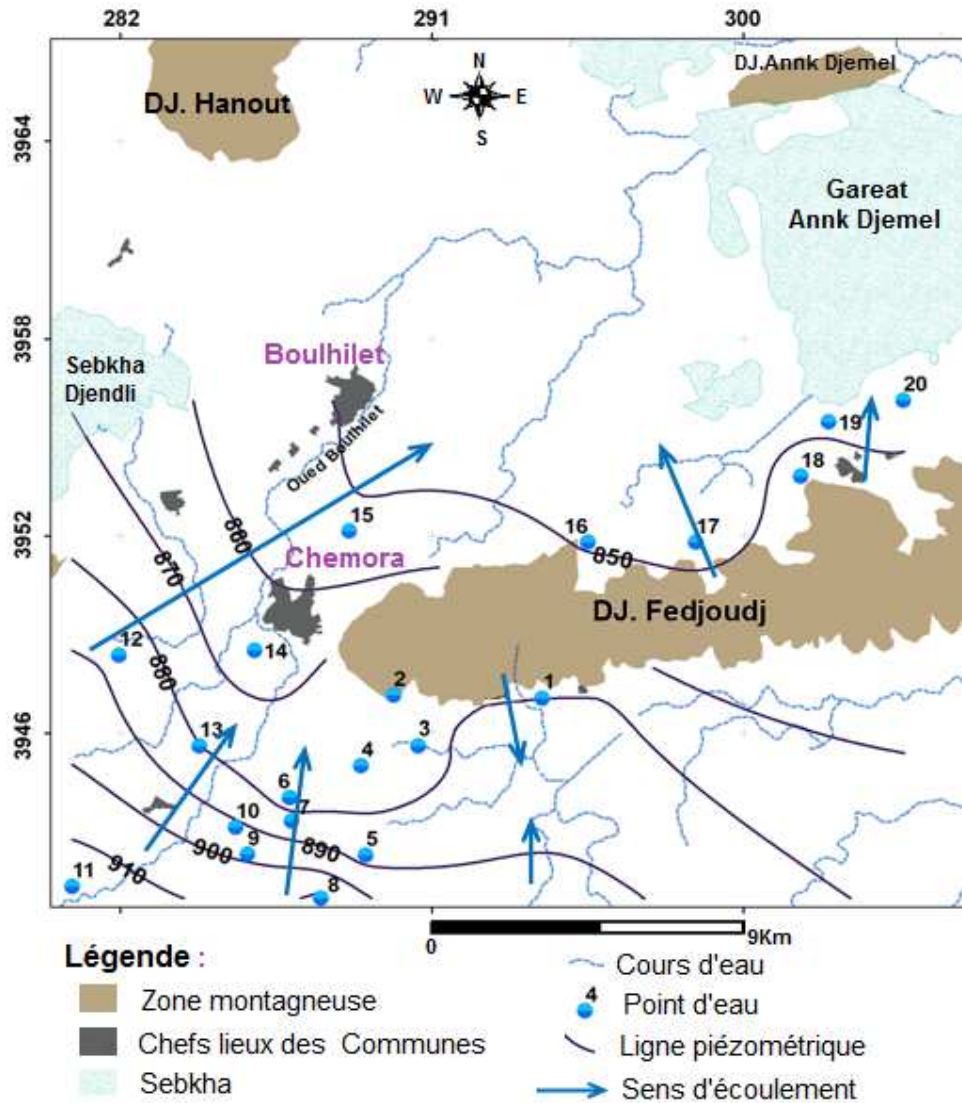 282 291 300
DJ. Hanout
N
W E
S
DJ.Annk Djemel
3964
Gareat
Annk Djemel
3958
Sebkha
Djendli
Boulhilet
Oued Boulhilet
20
19
18
15
16
17
3952
860
850
870
Chemora
DJ. Fedjoudj
12
14
880
2
1
3946
13
3
4
6
7
10
9
5
890
900
910
11
8
0 9Km
Légende :
Zone montagneuse
Chefs lieux des Communes
Sebkha
Cours d'eau
4
Point d'eau
Ligne piézométrique
Sens d'écoulement